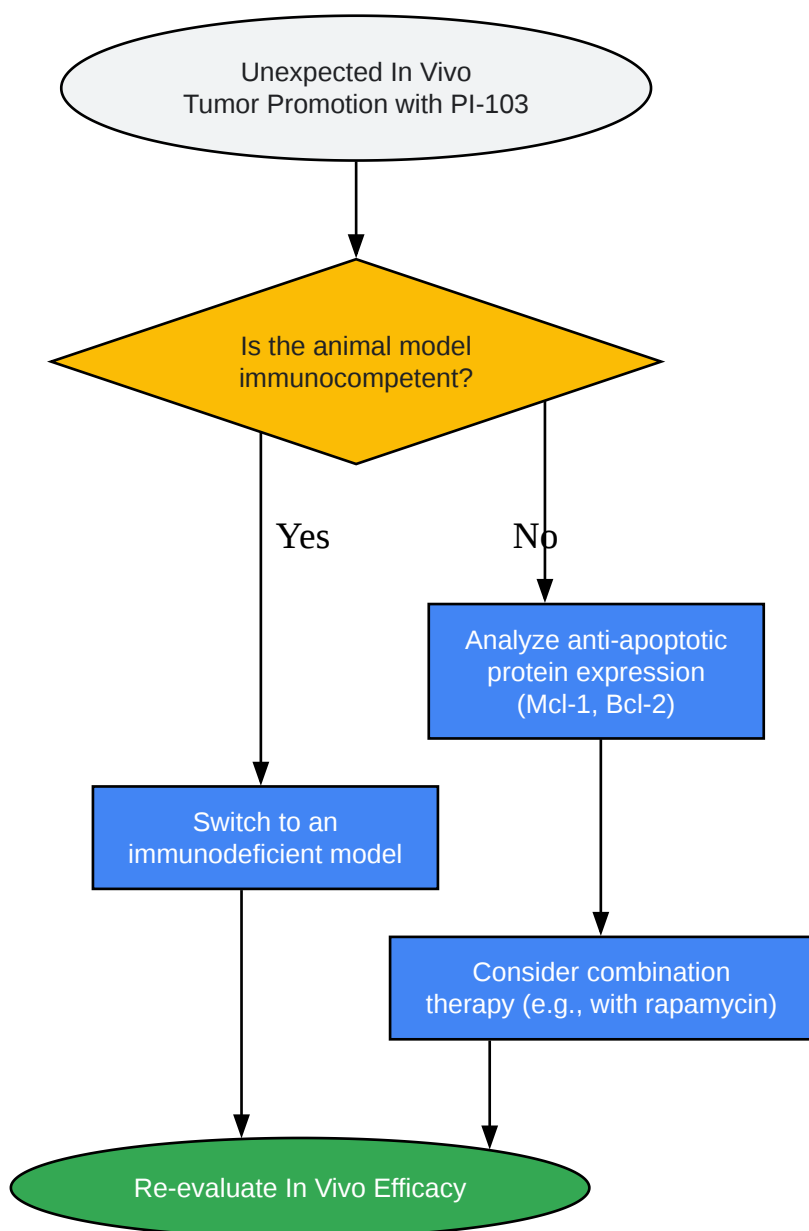 Unexpected In Vivo
Tumor Promotion with PI-103
Is the animal model
immunocompetent?
Yes
No
Analyze anti-apoptotic
protein expression
(Mcl-1, Bcl-2)
Switch to an
immunodeficient model
Consider combination
therapy (e.g., with rapamycin)
Re-evaluate In Vivo Efficacy